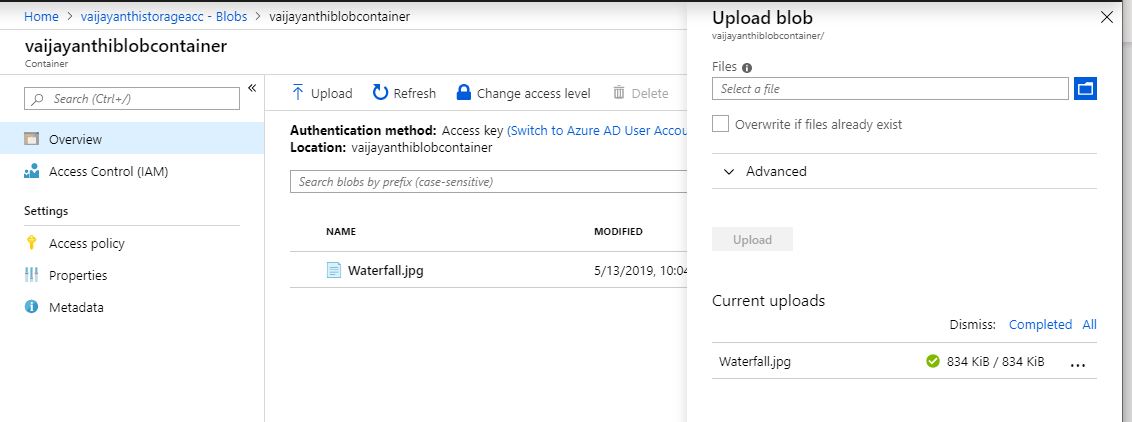 Home > vaijayanthistorageacc - Blobs > vaijayanthiblobcontainer
vaijayanthiblobcontainer
Container
Search (Ctrl+/)
«
Overview
Access Control (IAM)
Settings
Access policy
Properties
Metadata
Upload
Refresh
Change access level
Delete
Authentication method: Access key (Switch to Azure AD User Accou
Location: vaijayanthiblobcontainer
Search blobs by prefix (case-sensitive)
NAME MODIFIED
Waterfall.jpg 5/13/2019, 10:04
Upload blob
vaijayanthiblobcontainer/
Files
Select a file
Overwrite if files already exist
Advanced
Upload
Current uploads
Dismiss: Completed All
Waterfall.jpg 834 KiB / 834 KiB ...